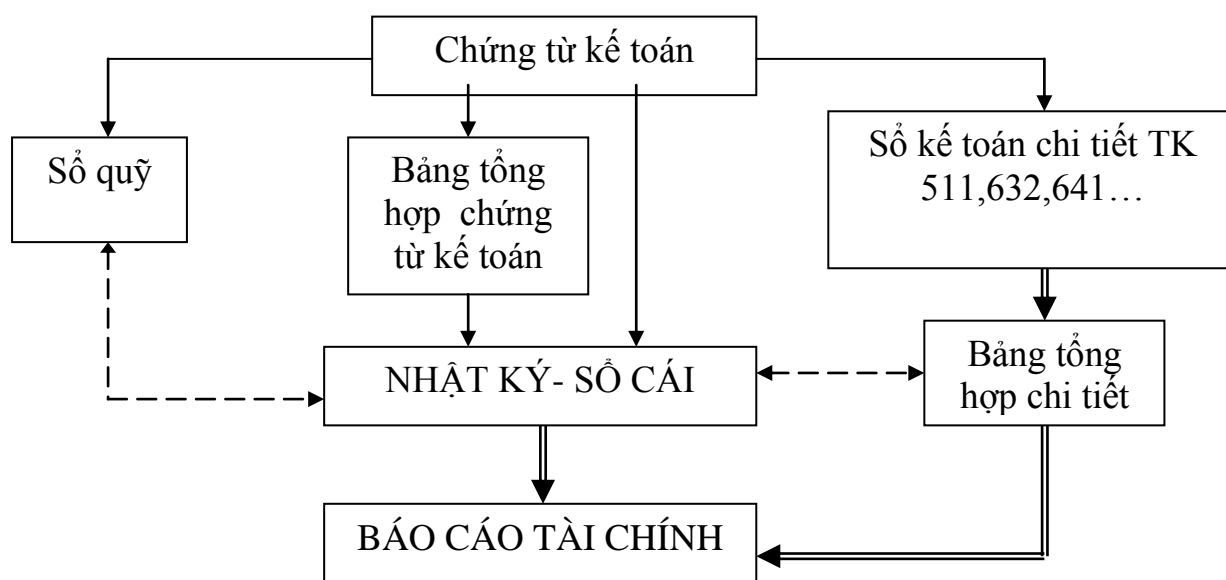 Chứng từ kế toán
Sổ quỹ
Bảng tổng
hợp chứng
từ kế toán
Sổ kế toán chi tiết TK
511,632,641…
NHẬT KÝ- SỔ CÁI
Bảng tổng
hợp chi tiết
BÁO CÁO TÀI CHÍNH